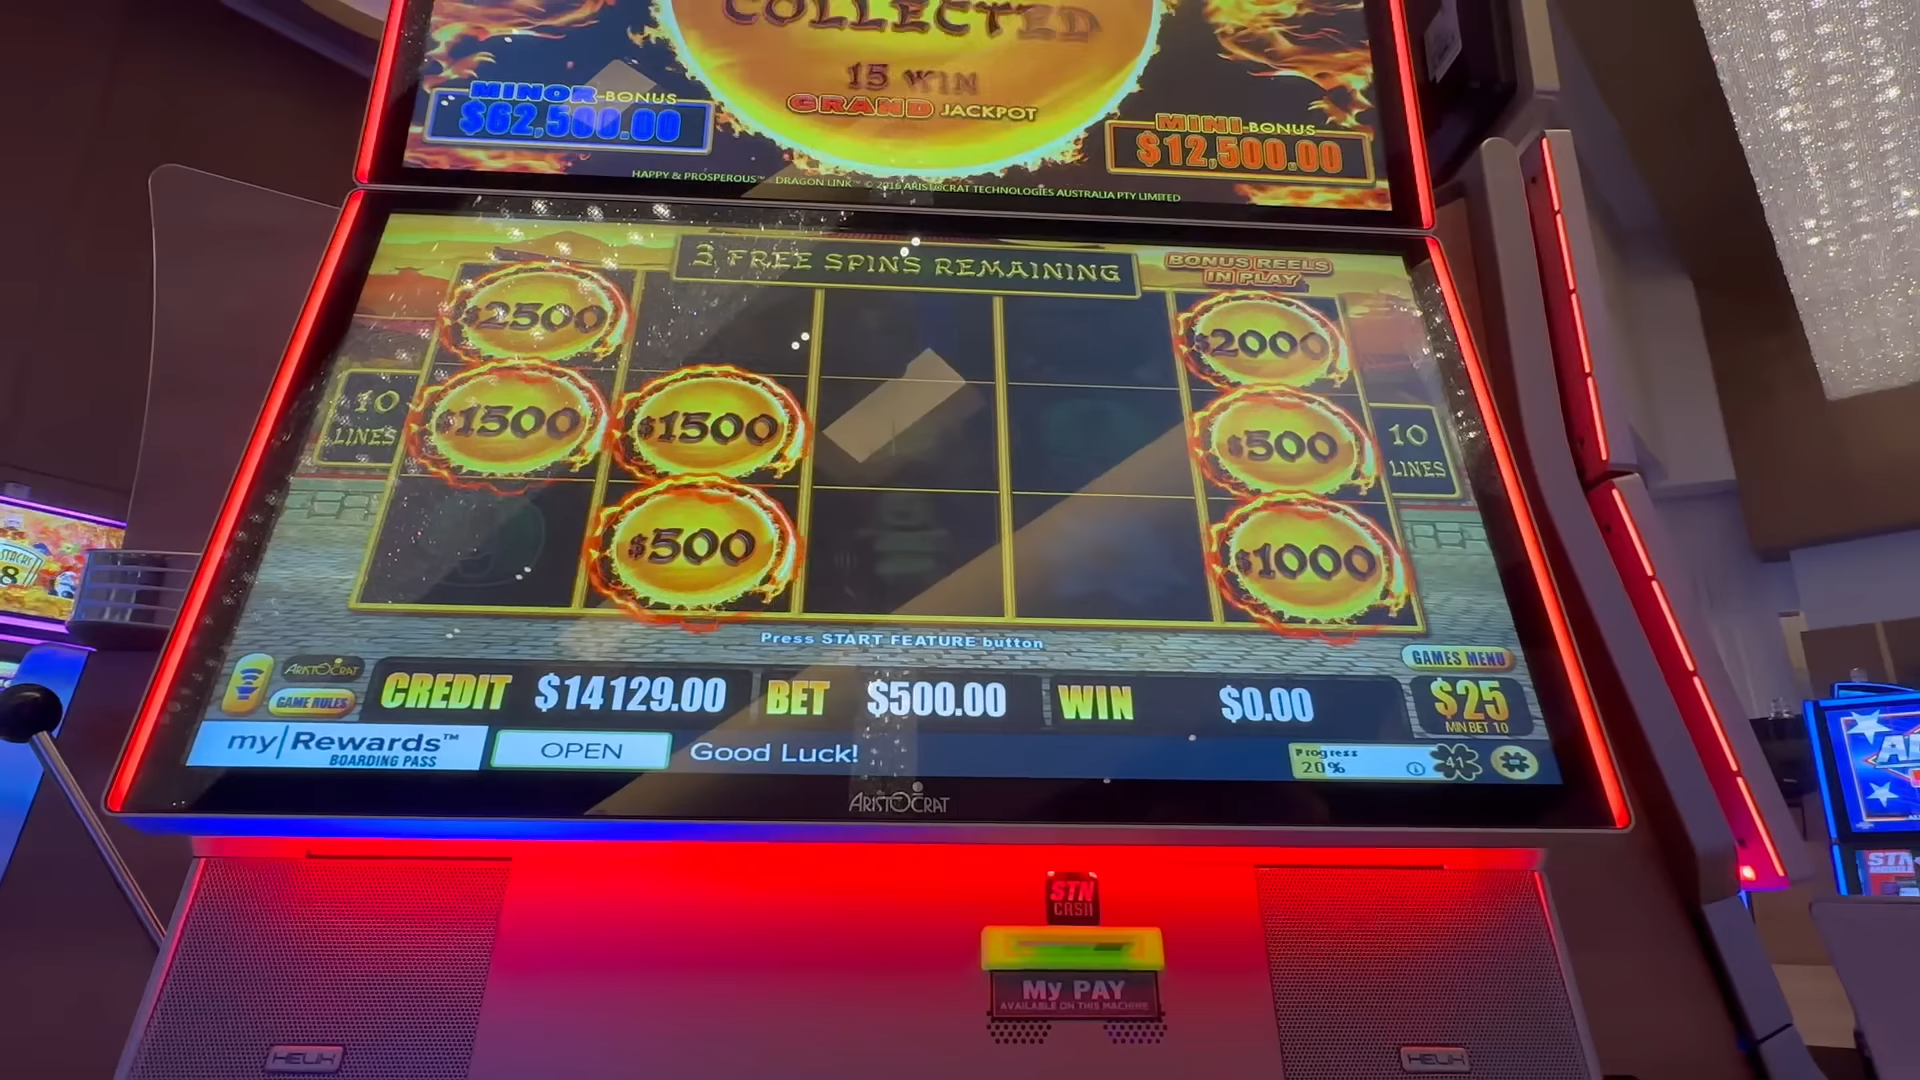 COLLECTED
15 WIN
GRAND JACKPOT
MINOR BONUS
$62,500.00
MINI BONUS
$12,500.00
HAPPY & PROSPEROUS™ DRAGON LINK™ © 2016 ARISTOCRAT TECHNOLOGIES AUSTRALIA PTY LIMITED
3 FREE SPINS REMAINING
BONUS REELS
IN PLAY
$2500
$2000
10
LINES
$1500
$1500
$500
10
LINES
$500
$1000
Press START FEATURE button
GAMES MENU
ARISTOCRAT
GAME RULES
CREDIT $14129.00 BET $500.00 WIN $0.00
$25
MIN BET 10
my|Rewards™
BOARDING PASS
OPEN
Good Luck!
Progress
20%
41
ARISTOCRAT
STACKS
8
STN
CASH
My PAY
AVAILABLE ON THIS MACHINE
HELIX
HELIX